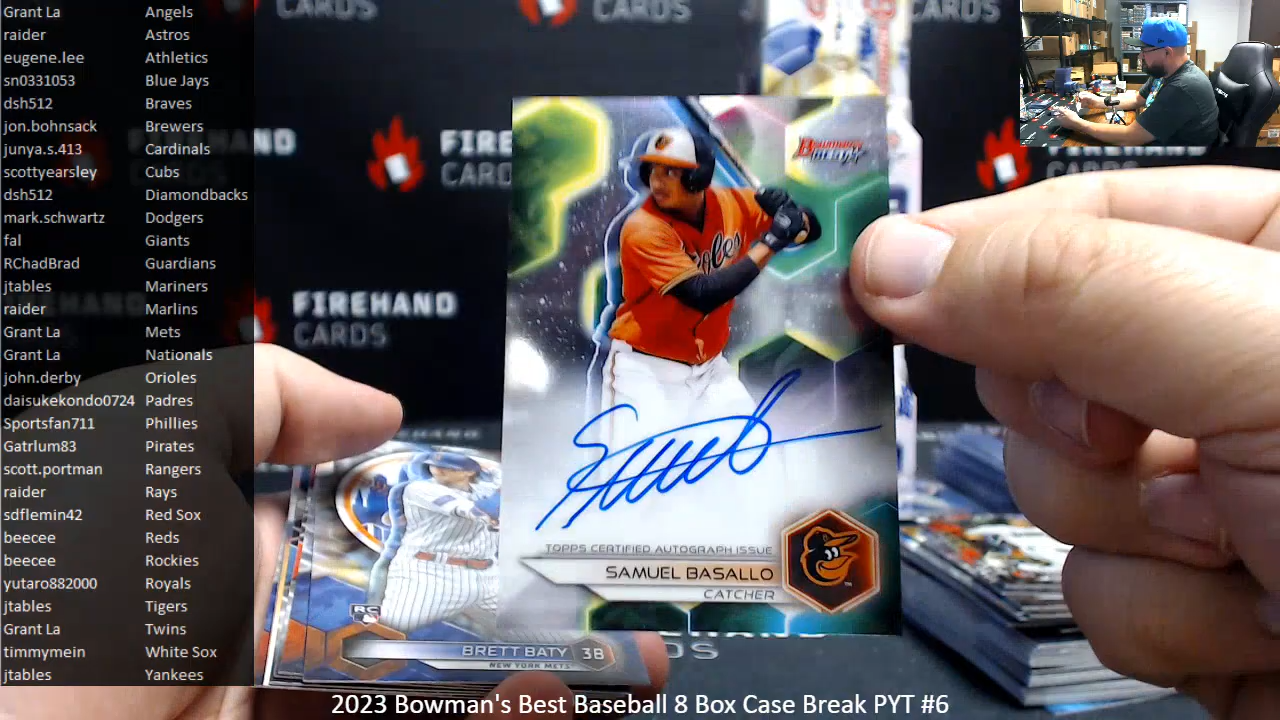 Grant La Angels
raider Astros
eugene.lee Athletics
sn0331053 Blue Jays
dsh512 Braves
jon.bohnsack Brewers
junya.s.413 Cardinals
scottyearsley Cubs
dsh512 Diamondbacks
mark.schwartz Dodgers
fal Giants
RChadBrad Guardians
jtables Mariners
raider Marlins
Grant La Mets
Grant La Nationals
john.derby Orioles
daisukekondo0724 Padres
Sportsfan711 Phillies
Gatrlum83 Pirates
scott.portman Rangers
raider Rays
sdflemin42 Red Sox
beecee Reds
beecee Rockies
yutaro882000 Royals
jtables Tigers
Grant La Twins
timmymein White Sox
jtables Yankees
CARDS
CARDS
CARDS
FIREHAND
CARDS
Bowman's Best
TOPPS CERTIFIED AUTOGRAPH ISSUE
SAMUEL BASALLO
CATCHER
RC
BRETT BATY 3B
NEW YORK METS
2023 Bowman's Best Baseball 8 Box Case Break PYT #6